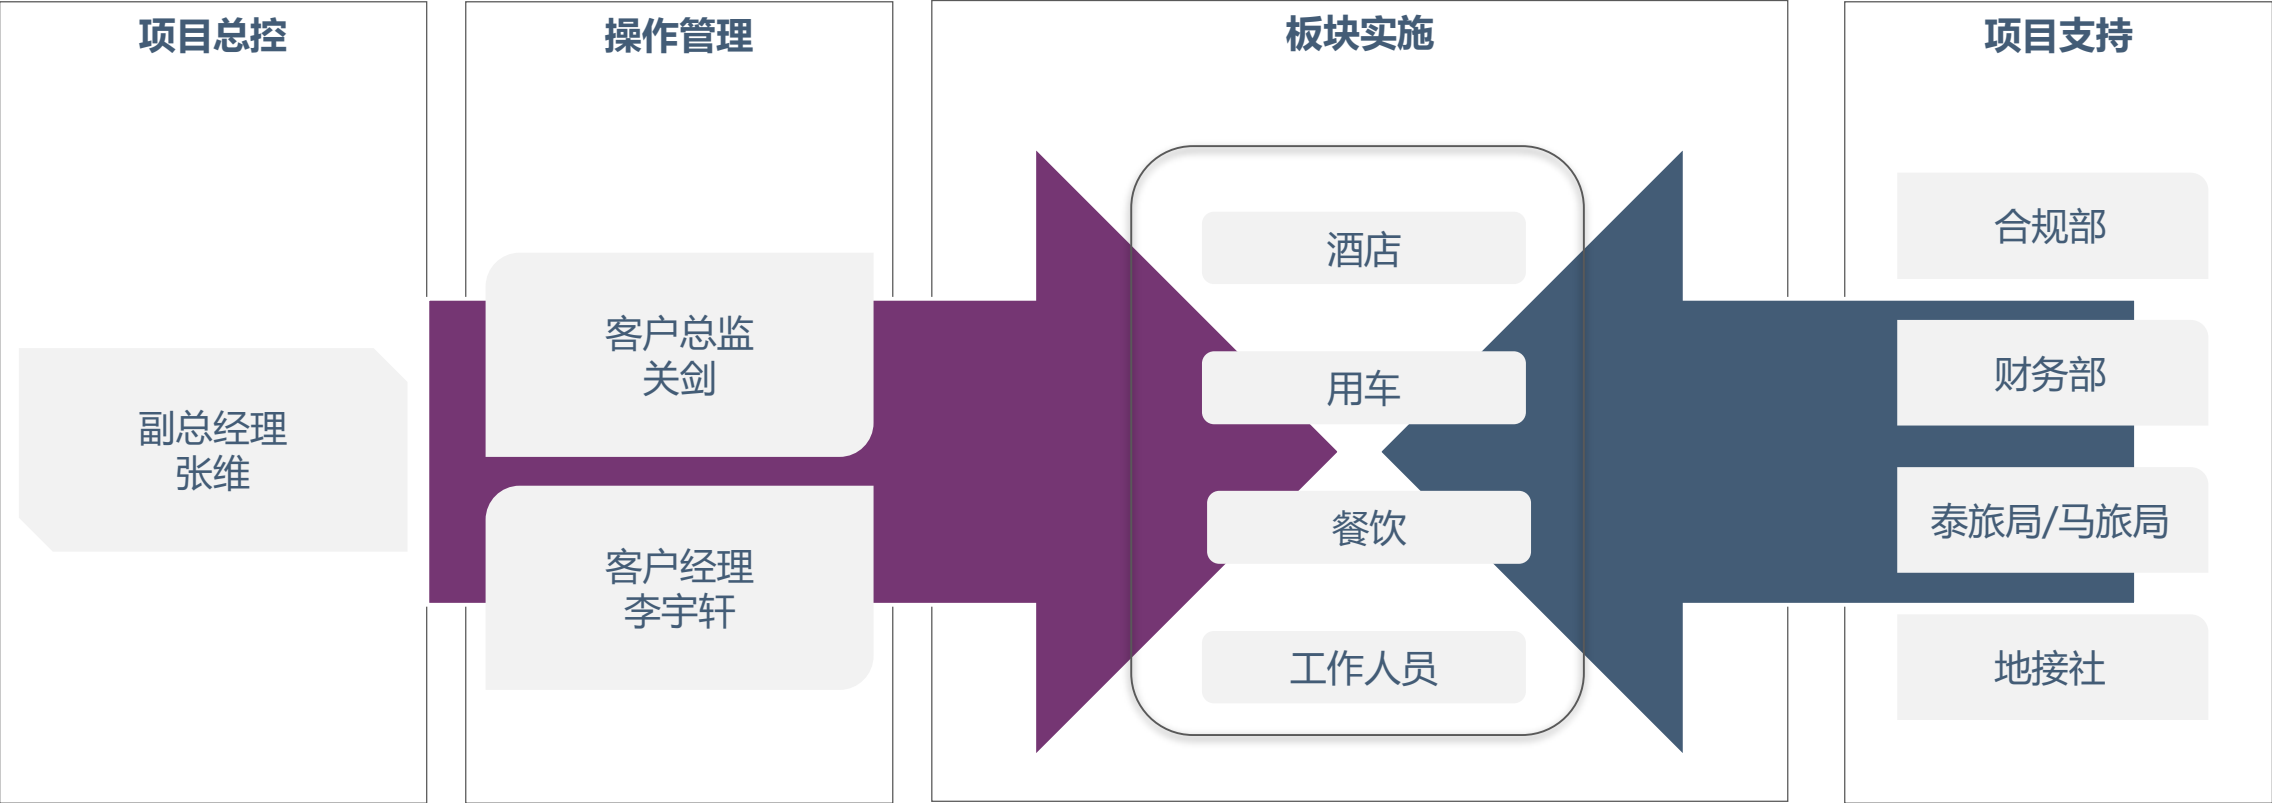 项目总控
副总经理
张维
操作管理
客户总监
关剑
客户经理
李宇轩
板块实施
酒店
用车
餐饮
工作人员
项目支持
合规部
财务部
泰旅局/马旅局
地接社